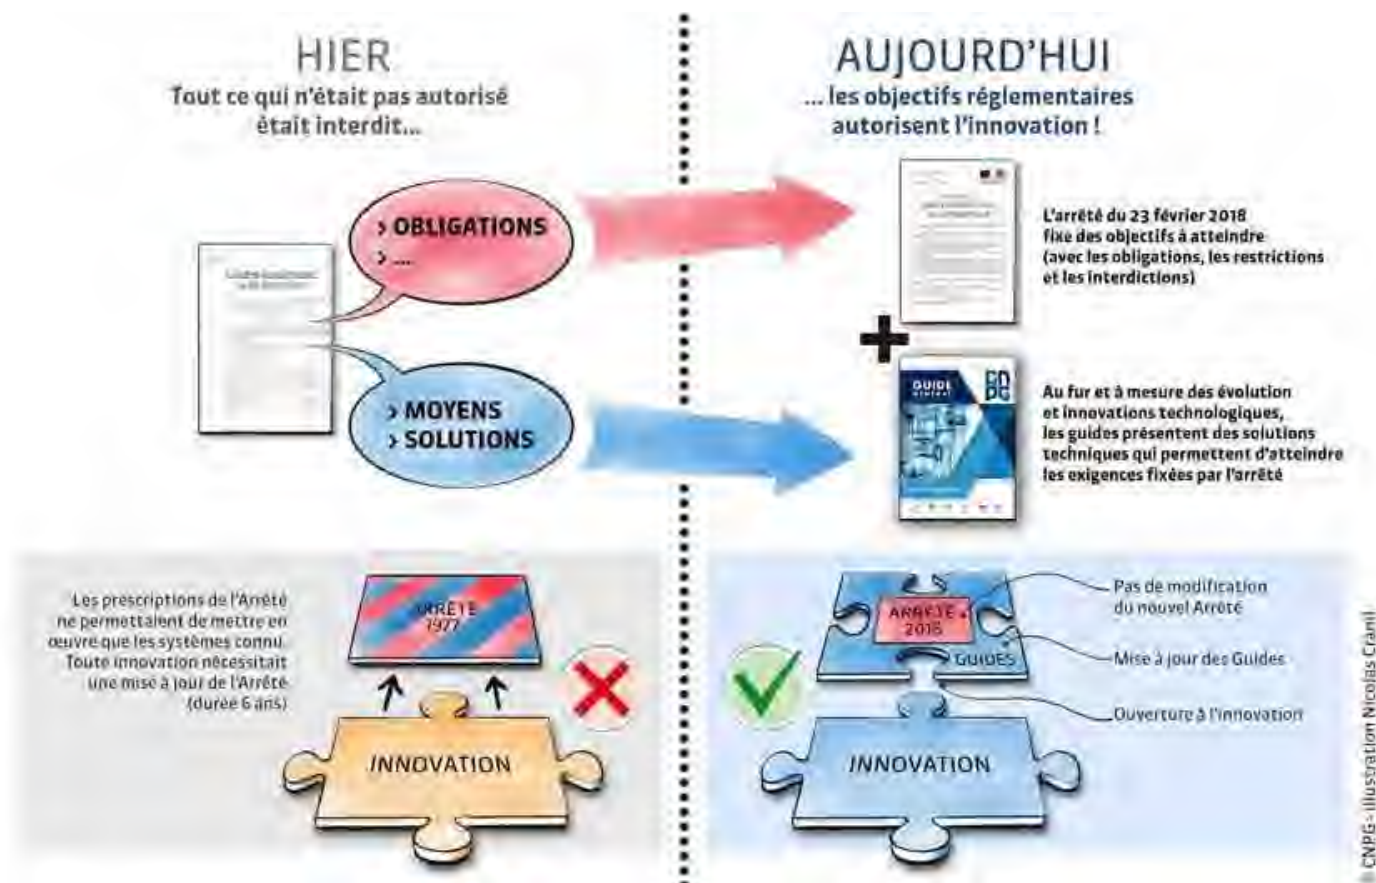 HIER
Tout ce qui n'était pas autorisé
était interdit...
> OBLIGATIONS
> ...
> MOYENS
> SOLUTIONS
Les prescriptions de l'Arrêté
ne permettaient de mettre en
œuvre que les systèmes connu.
Toute innovation nécessitait
une mise à jour de l'Arrêté
(durée 6 ans)
ARRÊTÉ
1977
INNOVATION
AUJOURD'HUI
... les objectifs réglementaires
autorisent l'innovation !
L'arrêté du 23 février 2018
fixe des objectifs à atteindre
(avec les obligations, les restrictions
et les interdictions)
GUIDE
GÉNÉRAL
Au fur et à mesure des évolution
et innovations technologiques,
les guides présentent des solutions
techniques qui permettent d'atteindre
les exigences fixées par l'arrêté
ARRÊTÉ
2018
GUIDES
Pas de modification
du nouvel Arrêté
Mise à jour des Guides
Ouverture à l'innovation
INNOVATION
© CNPG - illustration Nicolas Cranil